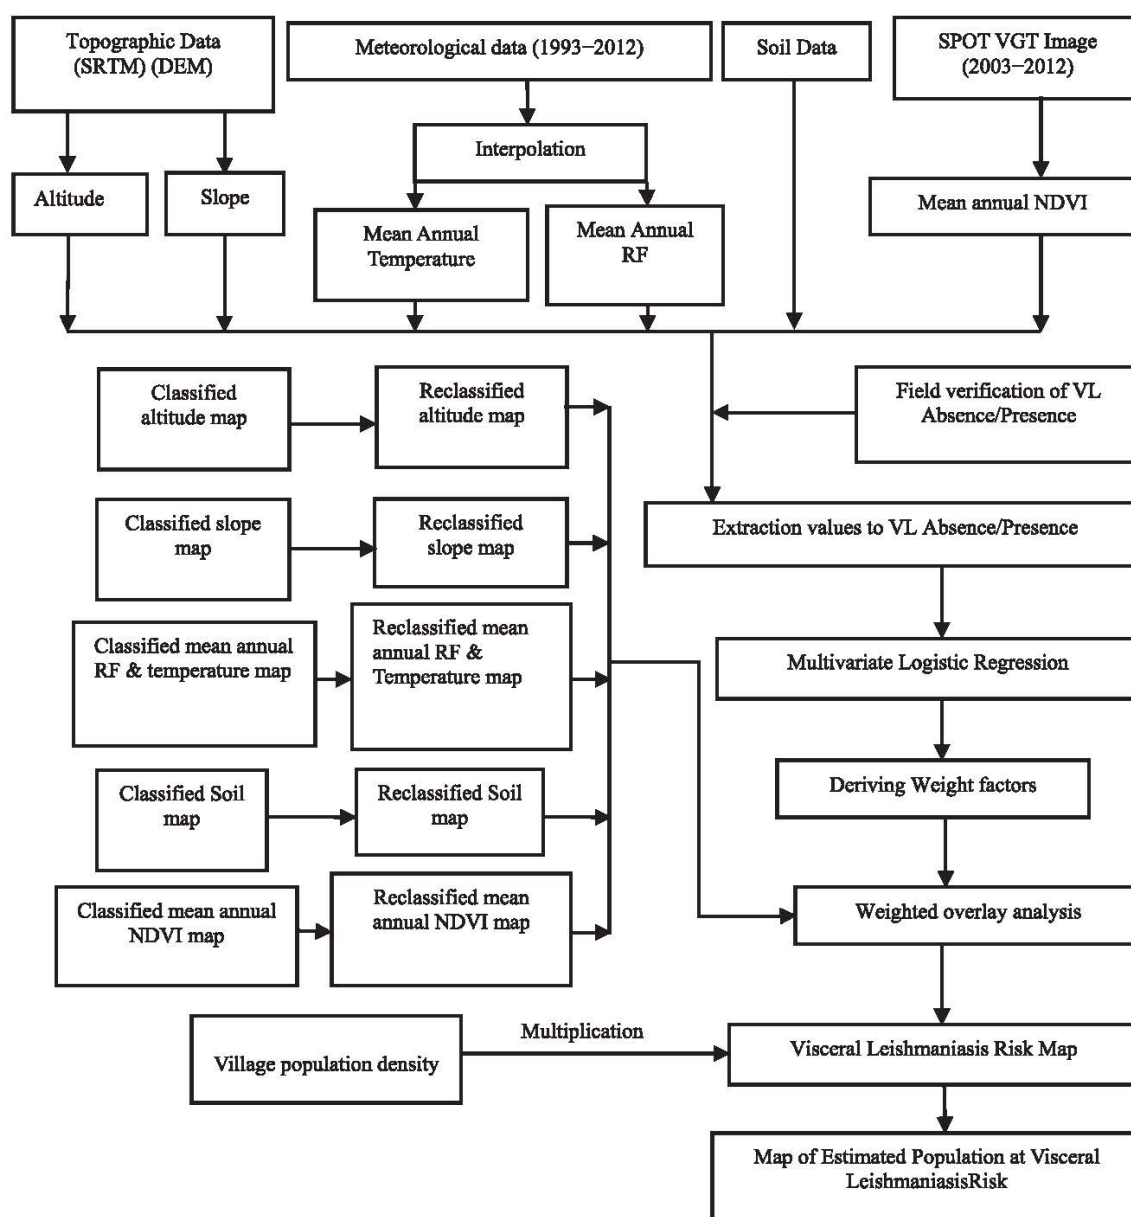 Topographic Data
(SRTM) (DEM)
Meteorological data (1993−2012)
Soil Data
SPOT VGT Image
(2003−2012)
Interpolation
Altitude
Slope
Mean annual NDVI
Mean Annual
Temperature
Mean Annual
RF
Classified
altitude map
Reclassified
altitude map
Field verification of VL
Absence/Presence
Classified slope
map
Reclassified
slope map
Extraction values to VL Absence/Presence
Classified mean annual
RF & temperature map
Reclassified mean
annual RF &
Temperature map
Multivariate Logistic Regression
Classified Soil
map
Reclassified Soil
map
Deriving Weight factors
Classified mean annual
NDVI map
Reclassified mean
annual NDVI map
Weighted overlay analysis
Village population density
Multiplication
Visceral Leishmaniasis Risk Map
Map of Estimated Population at Visceral
LeishmaniasisRisk